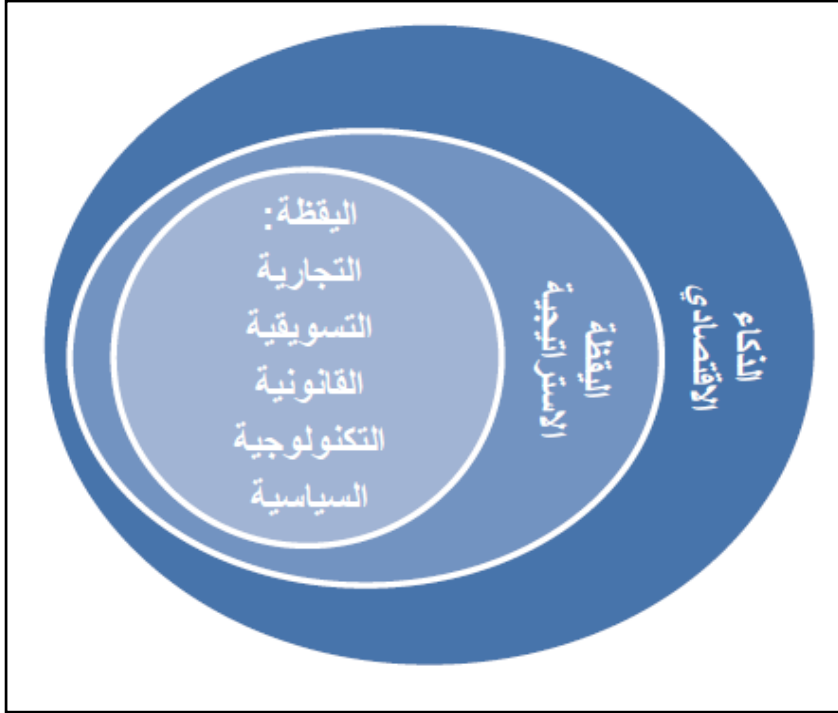 اليقظة:
التجارية
التسويقية
القانونية
التكنولوجية
السياسية
اليقظة
الاستراتيجية
الذكاء
الاقتصادي